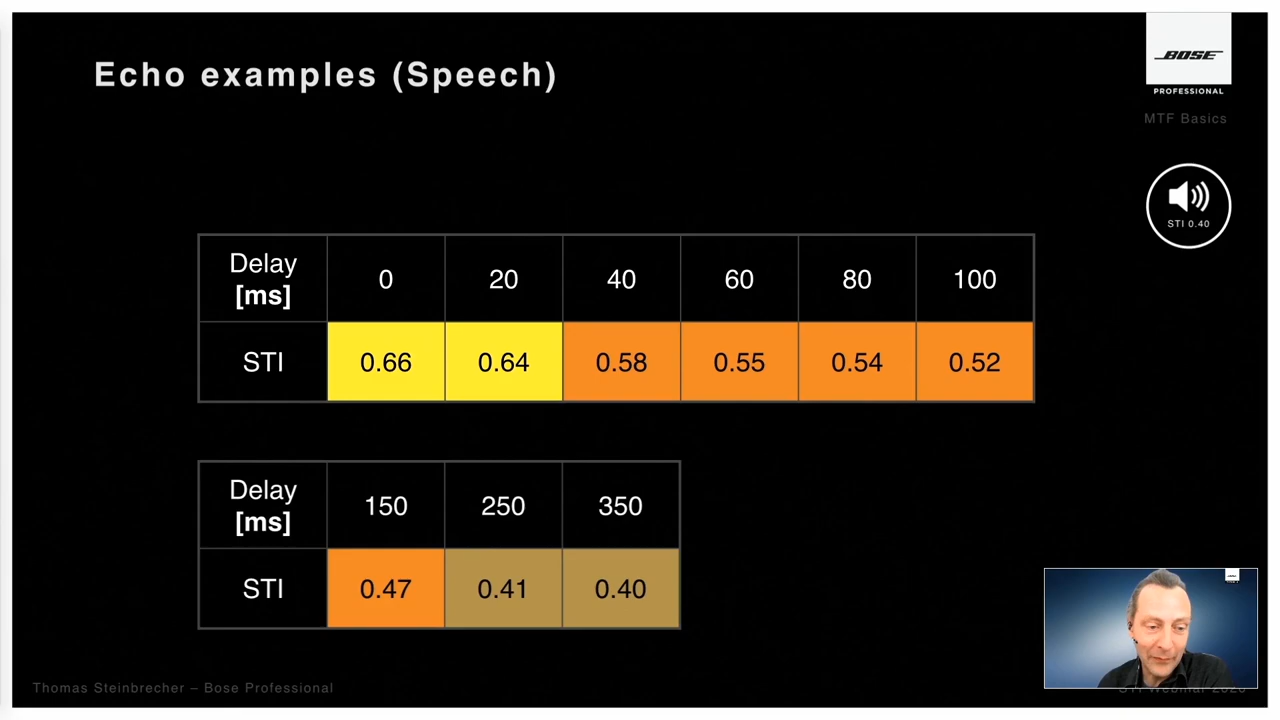 Echo examples (Speech)
BOSE
PROFESSIONAL
MTF Basics
STI 0.40
Delay [ms] 0 20 40 60 80 100
STI 0.66 0.64 0.58 0.55 0.54 0.52
Delay [ms] 150 250 350
STI 0.47 0.41 0.40
Thomas Steinbrecher – Bose Professional